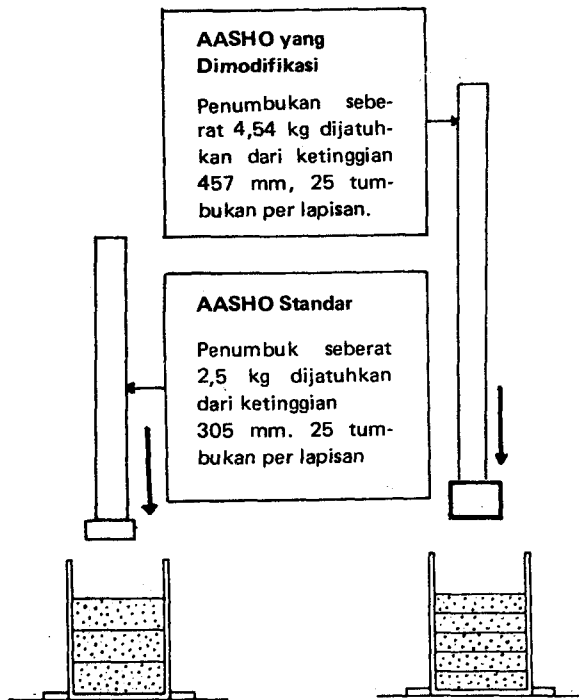 AASHO yang
Dimodifikasi
Penumbukan sebe-
rat 4,54 kg dijatuh-
kan dari ketinggian
457 mm, 25 tum-
bukan per lapisan.
AASHO Standar
Penumbuk seberat
2,5 kg dijatuhkan
dari ketinggian
305 mm. 25 tum-
bukan per lapisan